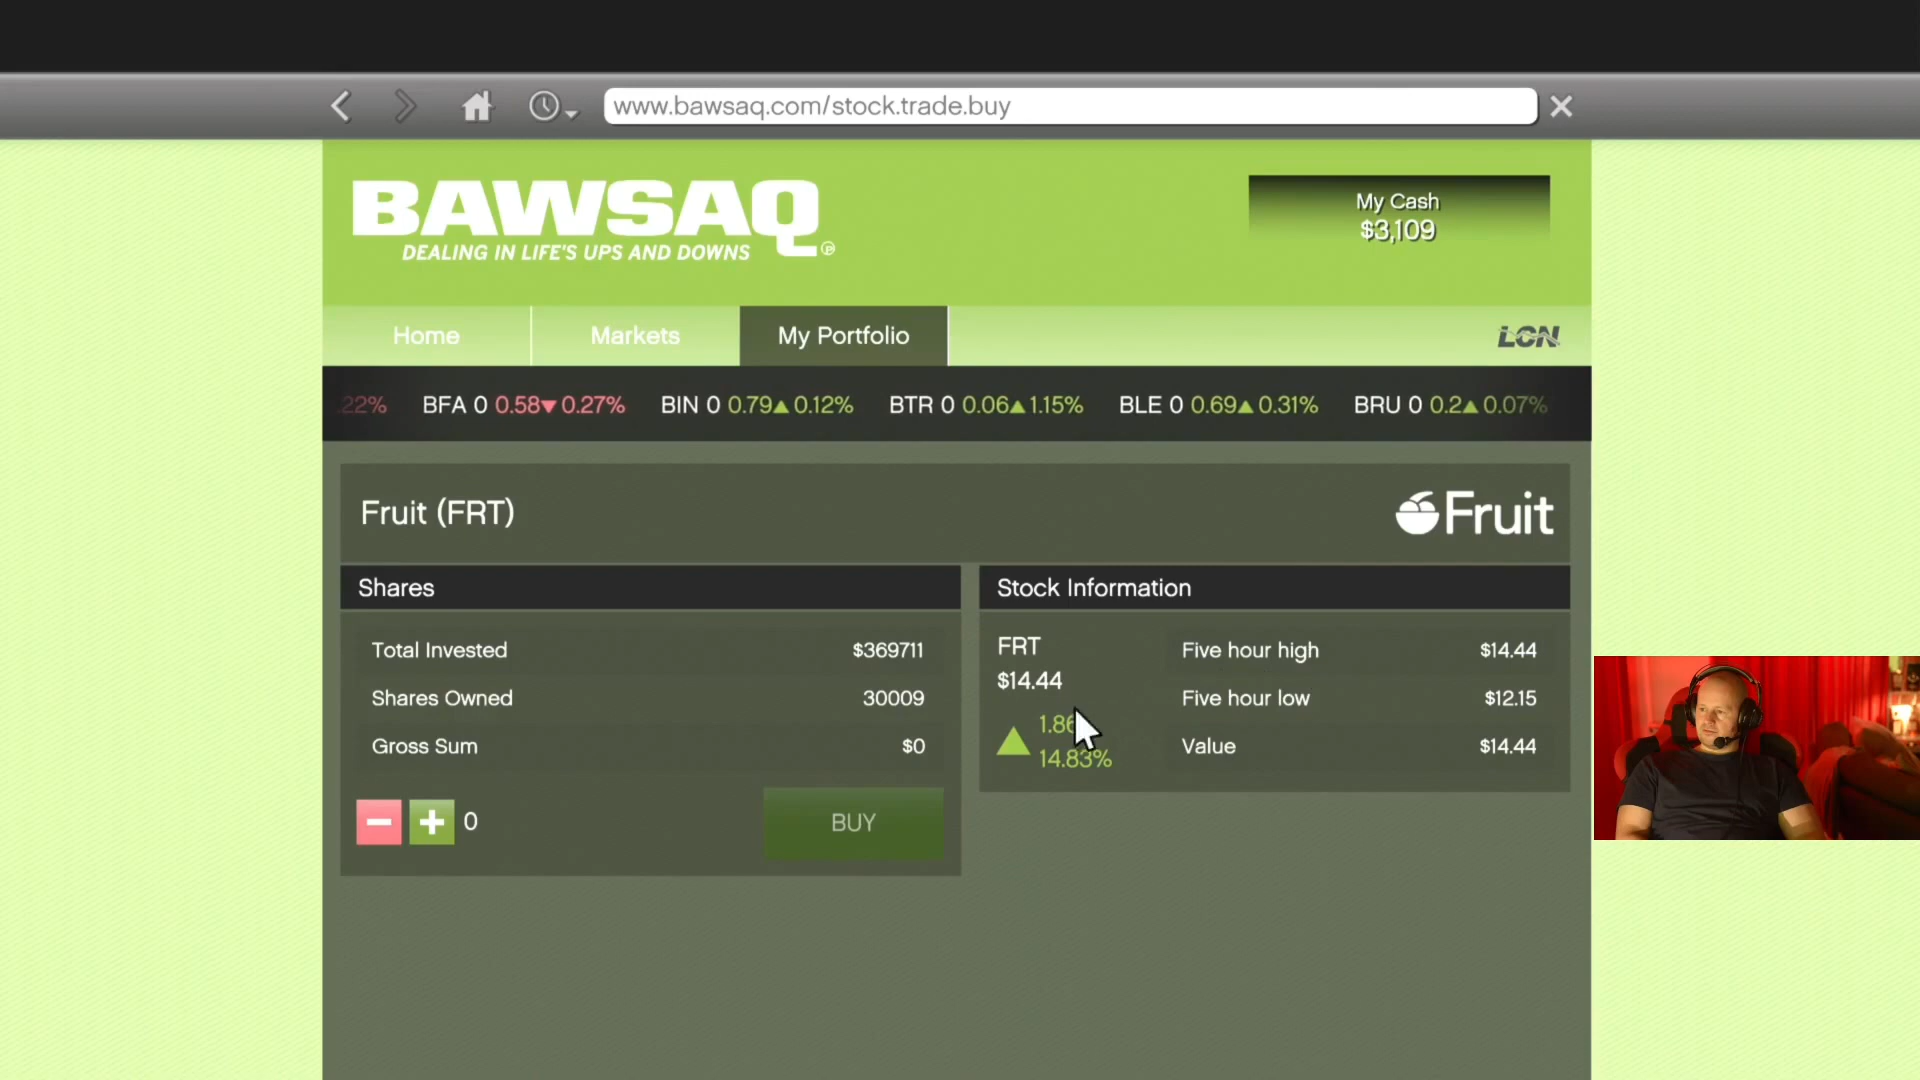 www.bawsaq.com/stock.trade.buy
BAWSAQ
DEALING IN LIFE'S UPS AND DOWNS
My Cash
$3,109
Home Markets My Portfolio LCN
22% BFA 0 0.58▼0.27% BIN 0 0.79▲0.12% BTR 0 0.06▲1.15% BLE 0 0.69▲0.31% BRU 0 0.2▲0.07%
Fruit (FRT) Fruit
Shares
Total Invested $369711
Shares Owned 30009
Gross Sum $0
0 BUY
Stock Information
FRT
$14.44
14.83%
Five hour high $14.44
Five hour low $12.15
Value $14.44